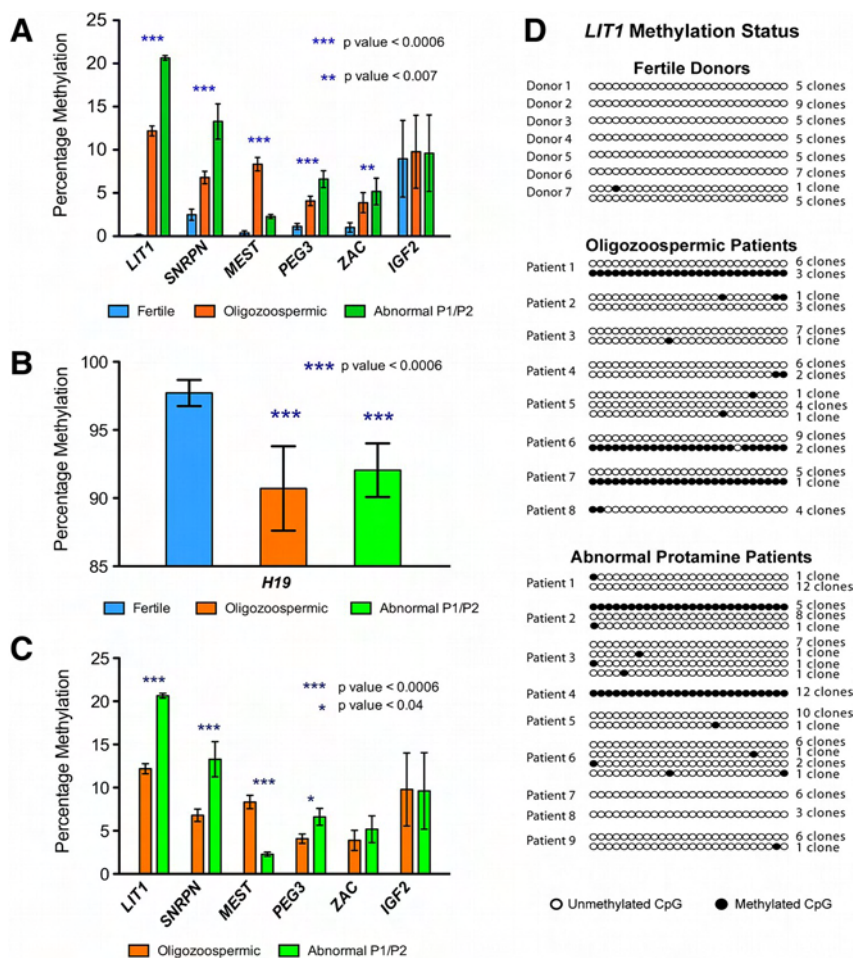 A
*** p value < 0.0006
** p value < 0.007
***
***
***
***
**
Percentage Methylation
25
20
15
10
5
0
LIT1
SNRPN
MEST
PEG3
ZAC
IGF2
Fertile
Oligozoospermic
Abnormal P1/P2
B
*** p value < 0.0006
***
***
Percentage Methylation
100
95
90
85
H19
Fertile
Oligozoospermic
Abnormal P1/P2
C
*** p value < 0.0006
* p value < 0.04
***
***
***
*
Percentage Methylation
25
20
15
10
5
0
LIT1
SNRPN
MEST
PEG3
ZAC
IGF2
Oligozoospermic
Abnormal P1/P2
D
LIT1 Methylation Status
Fertile Donors
Donor 1 5 clones
Donor 2 9 clones
Donor 3 5 clones
Donor 4 5 clones
Donor 5 5 clones
Donor 6 7 clones
Donor 7 1 clone
5 clones
Oligozoospermic Patients
Patient 1 6 clones
3 clones
Patient 2 1 clone
3 clones
Patient 3 7 clones
1 clone
Patient 4 6 clones
2 clones
Patient 5 1 clone
4 clones
1 clone
Patient 6 9 clones
2 clones
Patient 7 5 clones
1 clone
Patient 8 4 clones
Abnormal Protamine Patients
Patient 1 1 clone
12 clones
Patient 2 5 clones
8 clones
1 clone
Patient 3 7 clones
1 clone
1 clone
1 clone
Patient 4 12 clones
Patient 5 10 clones
1 clone
Patient 6 6 clones
1 clone
2 clones
1 clone
Patient 7 6 clones
Patient 8 3 clones
Patient 9 6 clones
1 clone
Unmethylated CpG
Methylated CpG